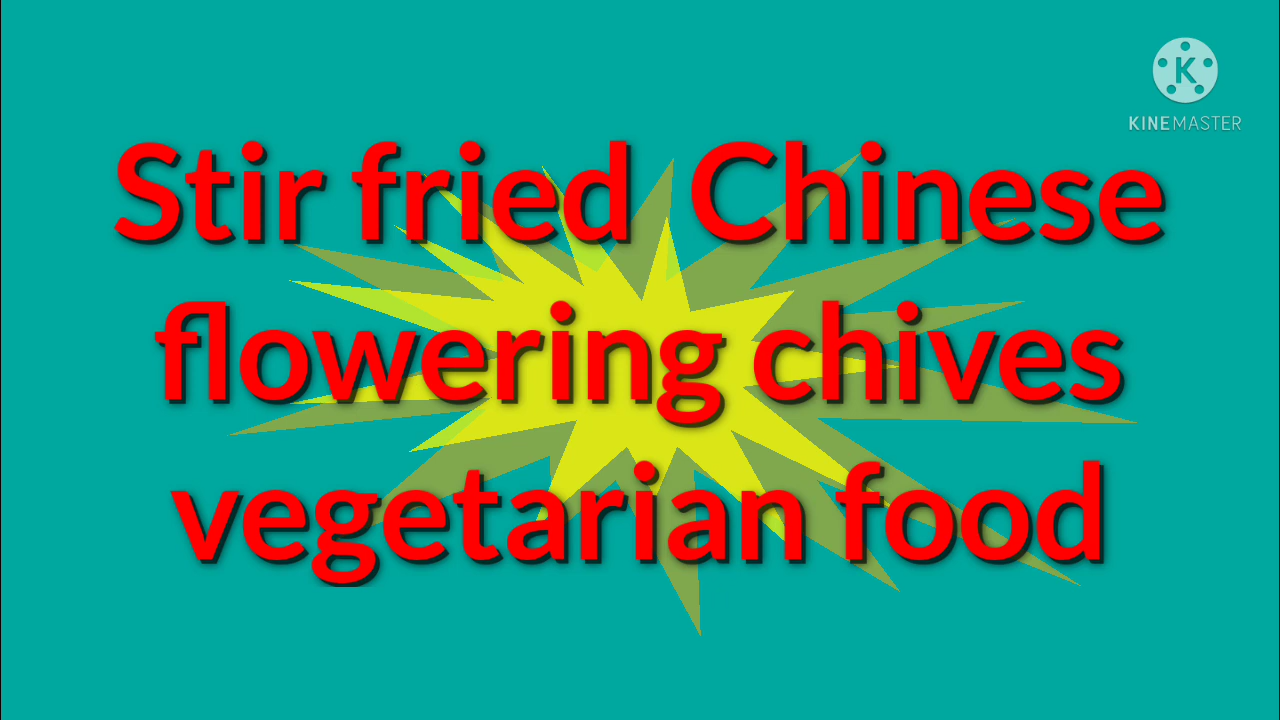 KINEMASTER
Stir fried Chinese
flowering chives
vegetarian food